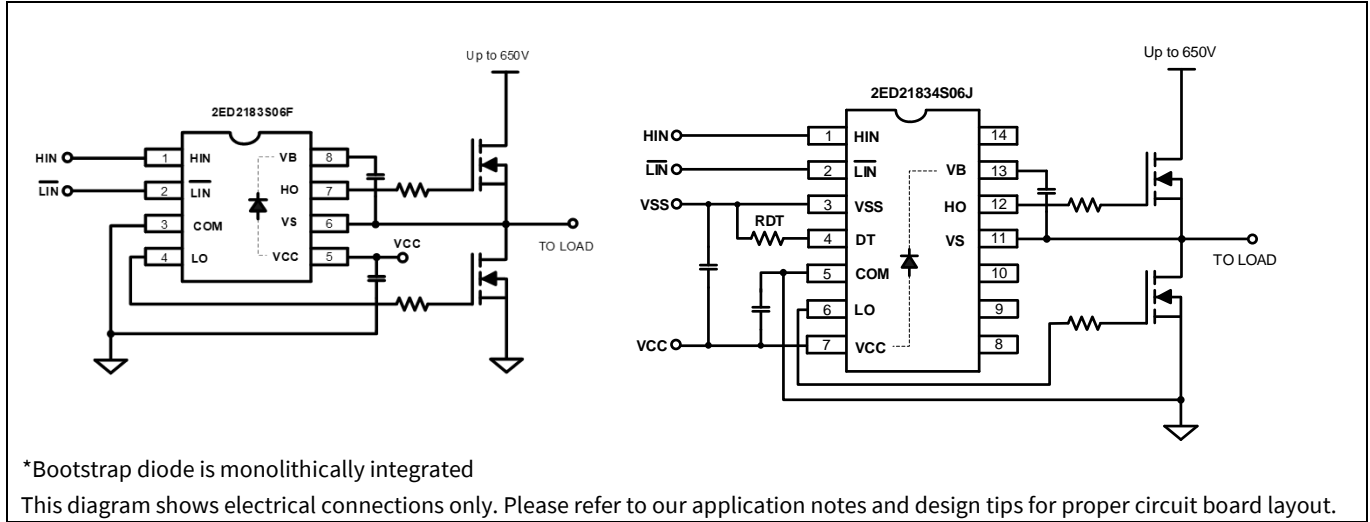 Up to 650V
2ED2183S06F
HIN 1 HIN VB 8
LIN 2 LIN HO 7
3 COM VS 6
4 LO VCC 5
VCC
TO LOAD
Up to 650V
2ED21834S06J
HIN 1 HIN 14
LIN 2 LIN VB 13
VSS 3 VSS HO 12
RDT
4 DT VS 11
5 COM 10
6 LO 9
VCC 7 VCC 8
TO LOAD
*Bootstrap diode is monolithically integrated
This diagram shows electrical connections only. Please refer to our application notes and design tips for proper circuit board layout.